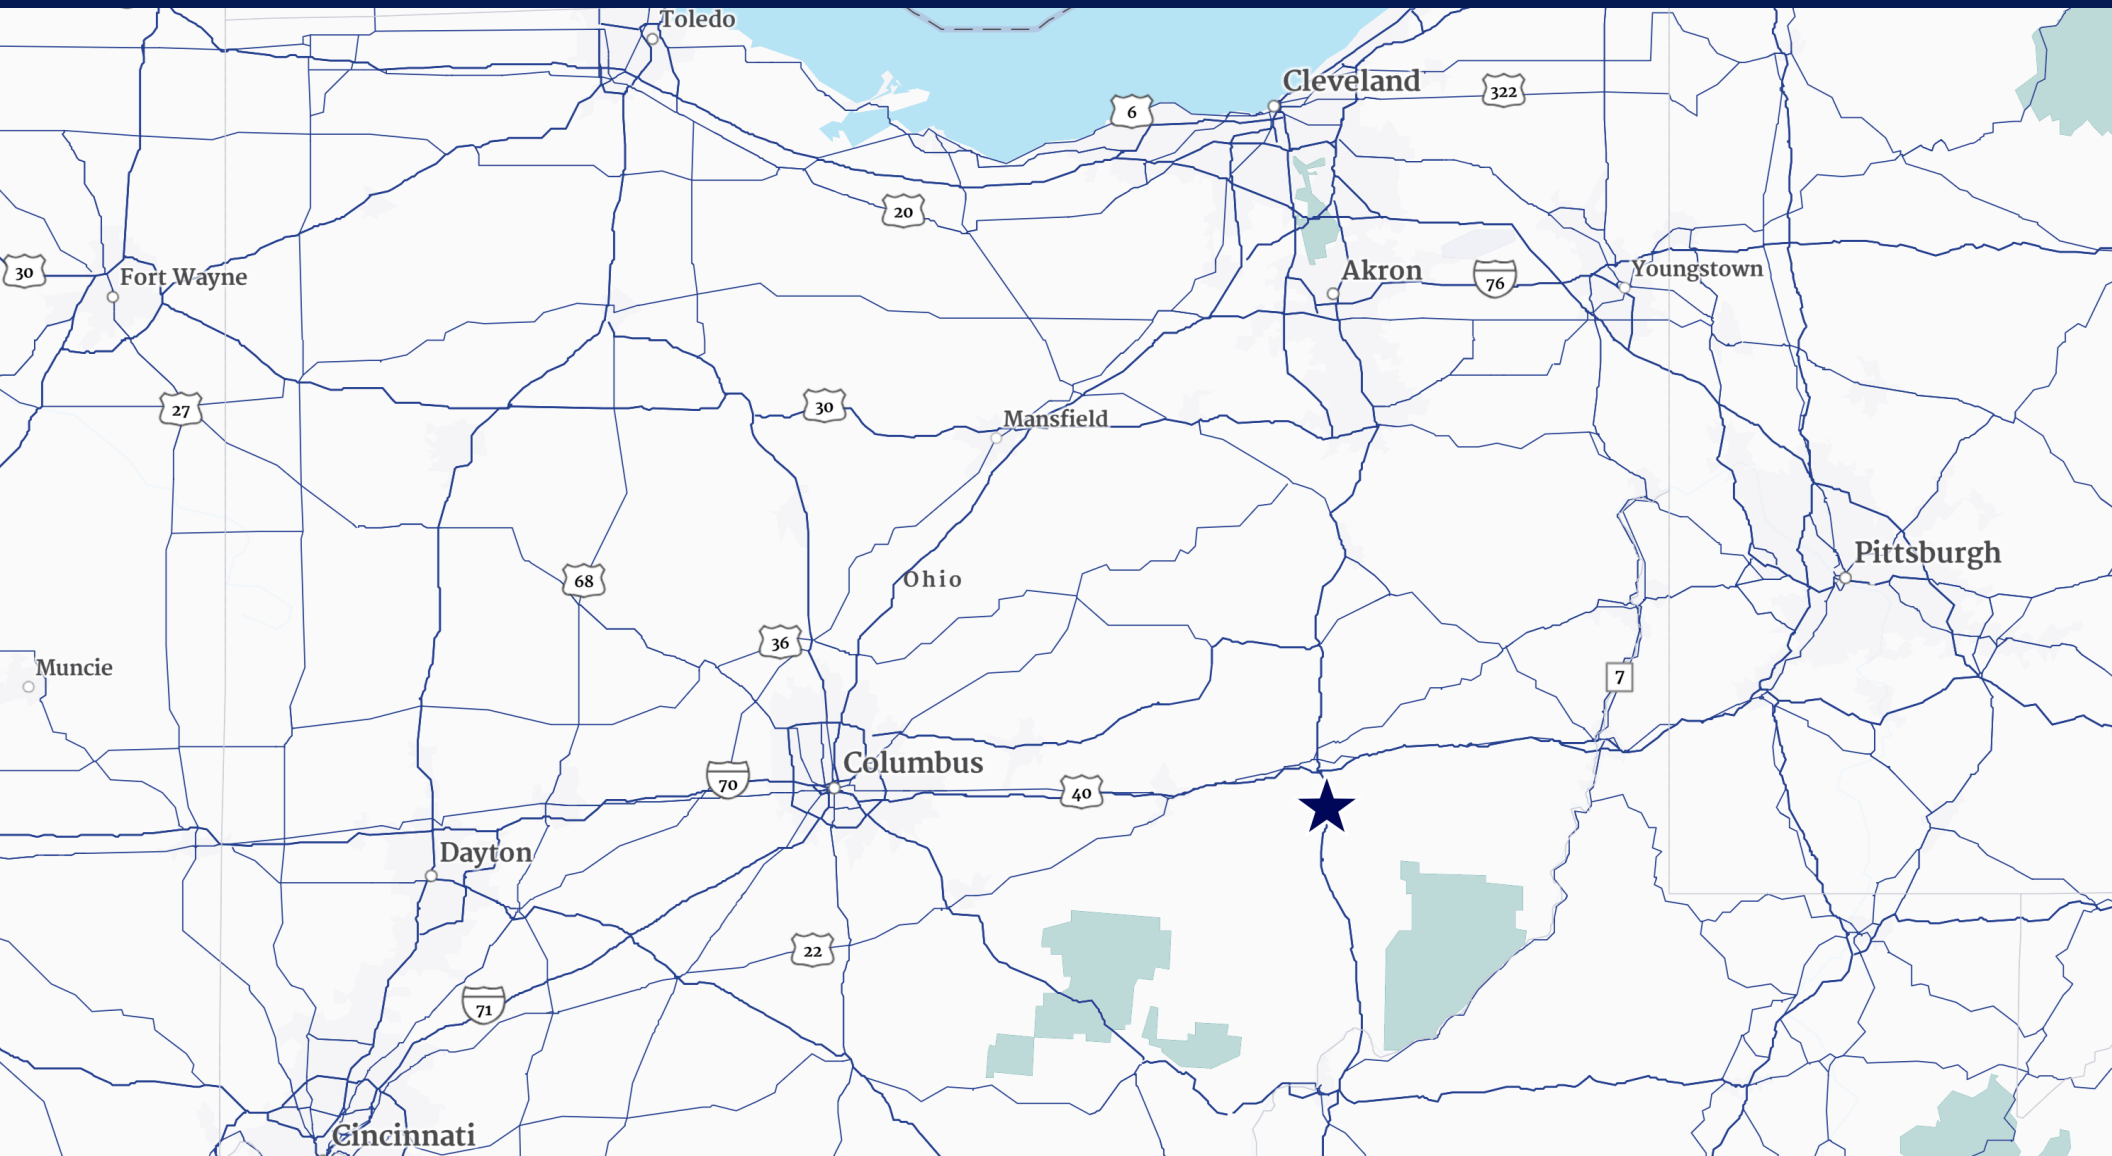 Toledo
Cleveland
322
6
20
30
Fort Wayne
Akron
76
Youngstown
27
30
Mansfield
Pittsburgh
68
Ohio
36
Muncie
7
Columbus
70
40
Dayton
22
71
Cincinnati